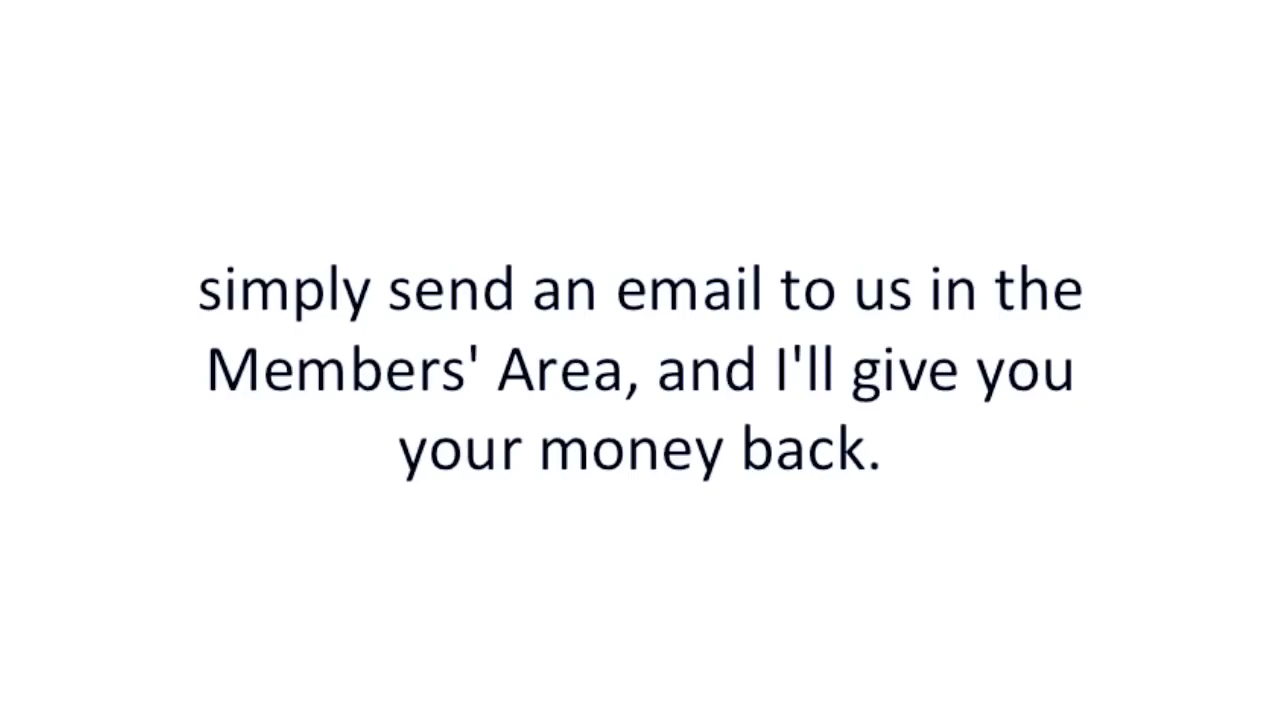 simply send an email to us in the
Members' Area, and I'll give you
your money back.